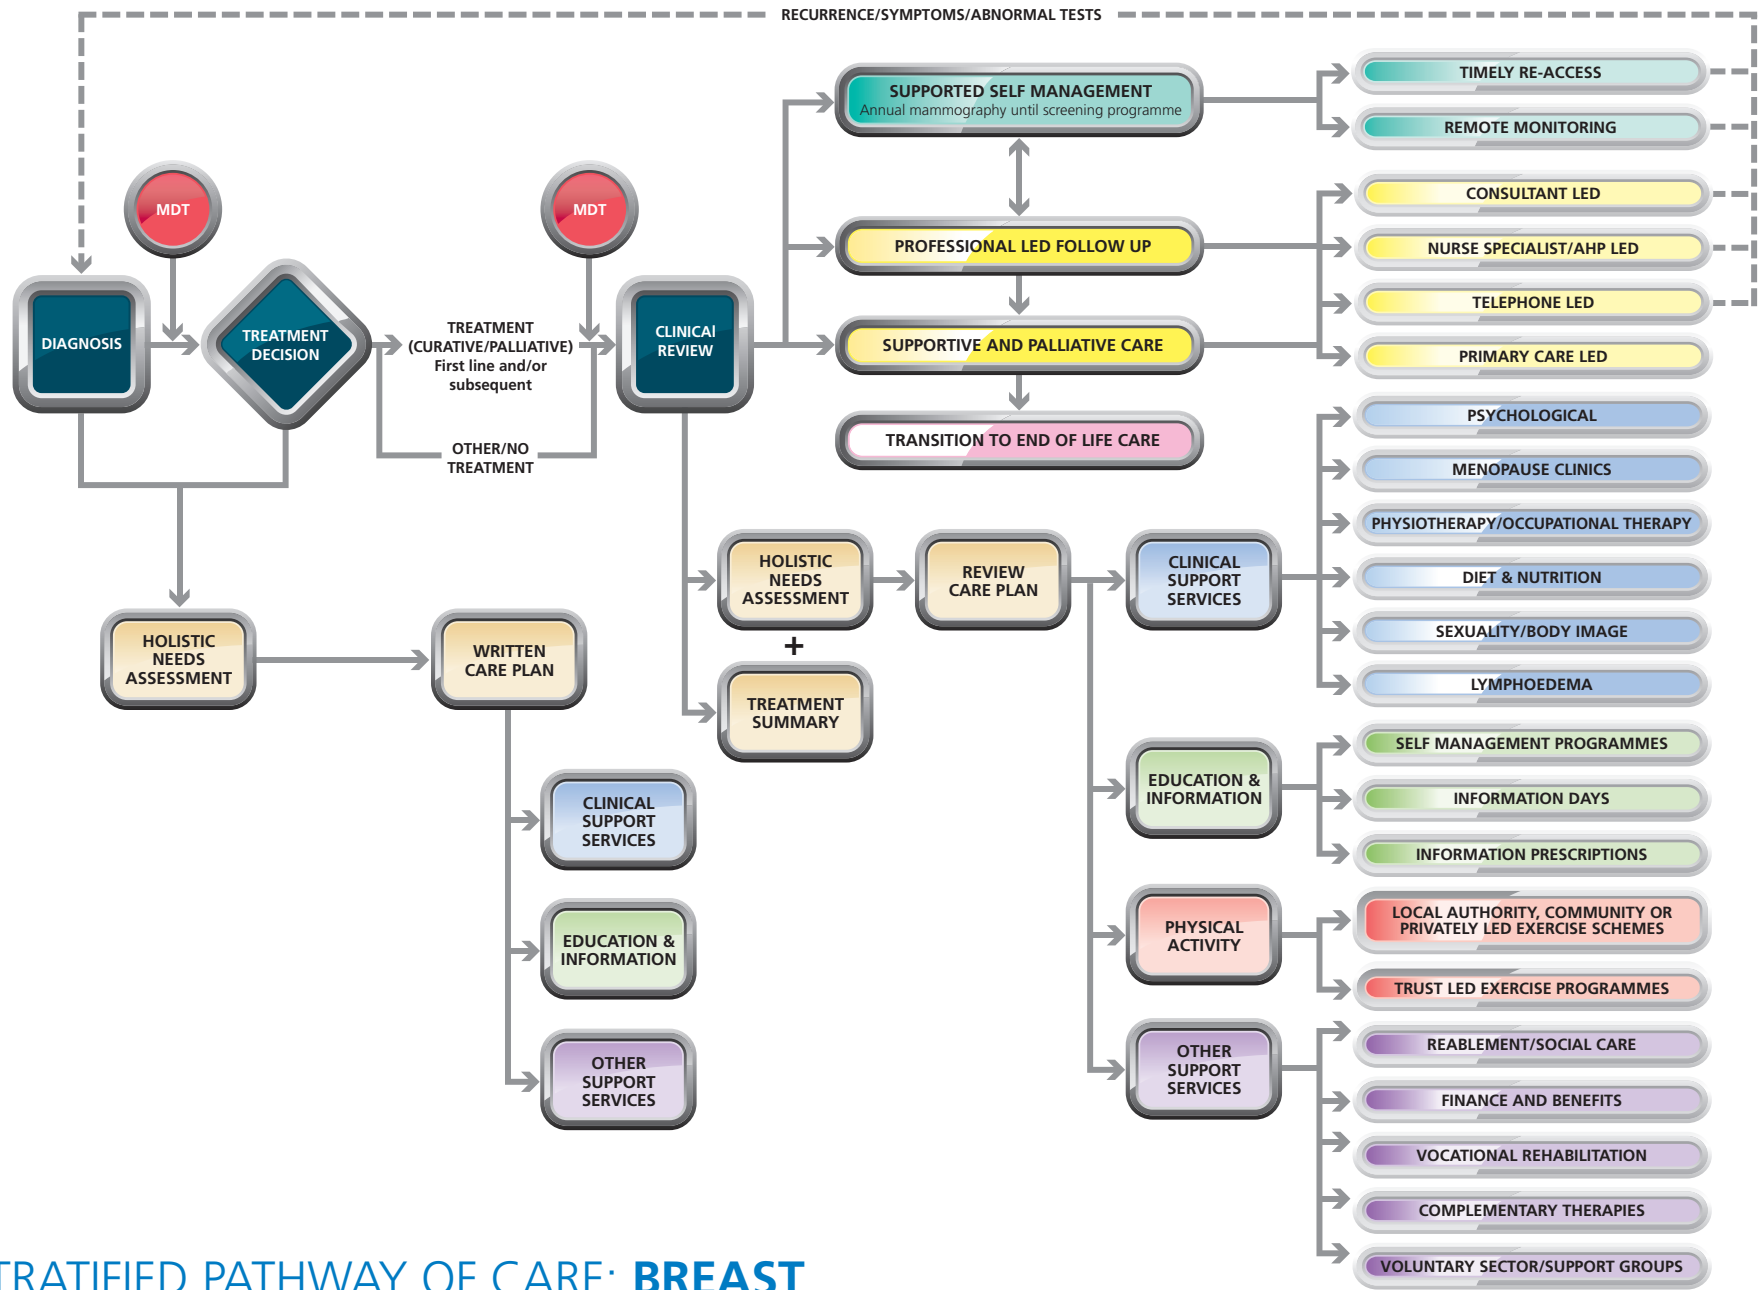 RECURRENCE/SYMPTOMS/ABNORMAL TESTS
MDT
MDT
DIAGNOSIS
TREATMENT
DECISION
TREATMENT
(CURATIVE/PALLIATIVE)
First line and/or
subsequent
OTHER/NO
TREATMENT
CLINICAl
REVIEW
SUPPORTED SELF MANAGEMENT
Annual mammography until screening programme
PROFESSIONAL LED FOLLOW UP
SUPPORTIVE AND PALLIATIVE CARE
TRANSITION TO END OF LIFE CARE
TIMELY RE-ACCESS
REMOTE MONITORING
CONSULTANT LED
NURSE SPECIALIST/AHP LED
TELEPHONE LED
PRIMARY CARE LED
HOLISTIC
NEEDS
ASSESSMENT
WRITTEN
CARE PLAN
CLINICAL
SUPPORT
SERVICES
EDUCATION &
INFORMATION
OTHER
SUPPORT
SERVICES
HOLISTIC
NEEDS
ASSESSMENT
+
TREATMENT
SUMMARY
REVIEW
CARE PLAN
CLINICAL
SUPPORT
SERVICES
PSYCHOLOGICAL
MENOPAUSE CLINICS
PHYSIOTHERAPY/OCCUPATIONAL THERAPY
DIET & NUTRITION
SEXUALITY/BODY IMAGE
LYMPHOEDEMA
EDUCATION &
INFORMATION
SELF MANAGEMENT PROGRAMMES
INFORMATION DAYS
INFORMATION PRESCRIPTIONS
PHYSICAL
ACTIVITY
LOCAL AUTHORITY, COMMUNITY OR
PRIVATELY LED EXERCISE SCHEMES
TRUST LED EXERCISE PROGRAMMES
OTHER
SUPPORT
SERVICES
REABLEMENT/SOCIAL CARE
FINANCE AND BENEFITS
VOCATIONAL REHABILITATION
COMPLEMENTARY THERAPIES
VOLUNTARY SECTOR/SUPPORT GROUPS
TRATIFIED PATHWAY OF CARE: BREAST